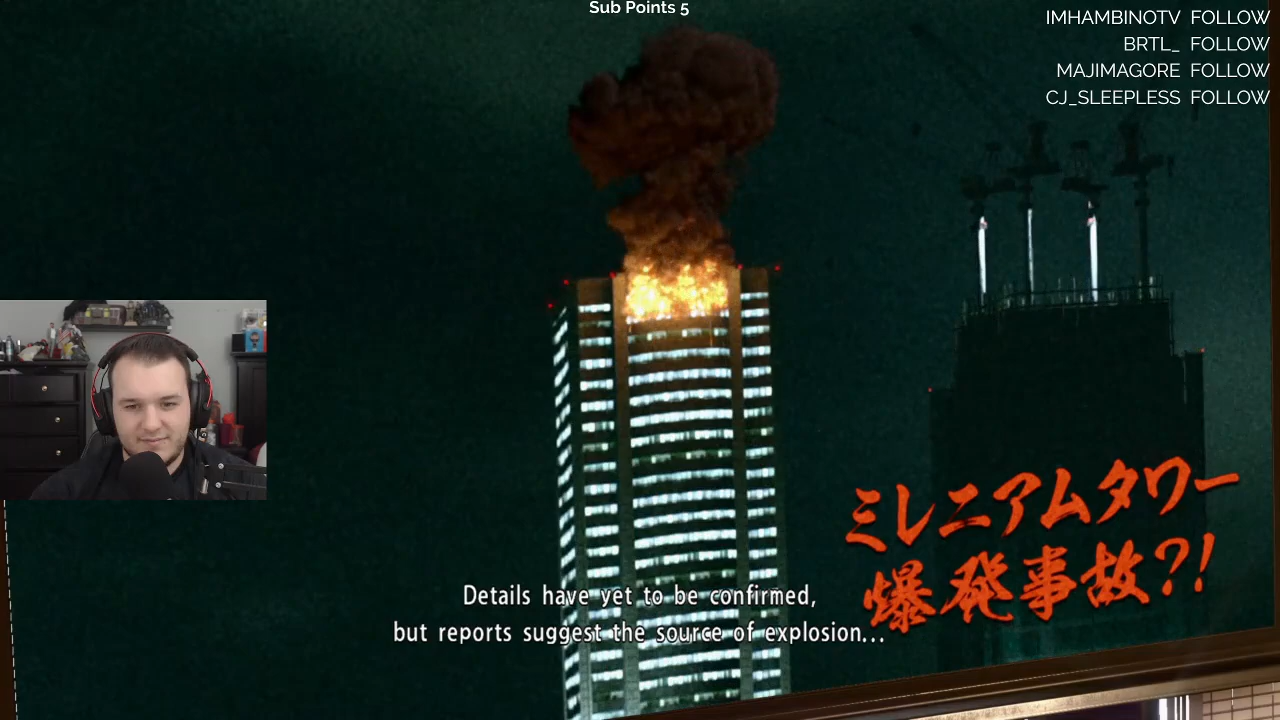 Sub Points 5
IMHAMBINOTV FOLLOW
BRTL_ FOLLOW
MAJIMAGORE FOLLOW
CJ_SLEEPLESS FOLLOW
ミレニアムタワー
爆発事故?!
Details have yet to be confirmed,
but reports suggest the source of explosion...